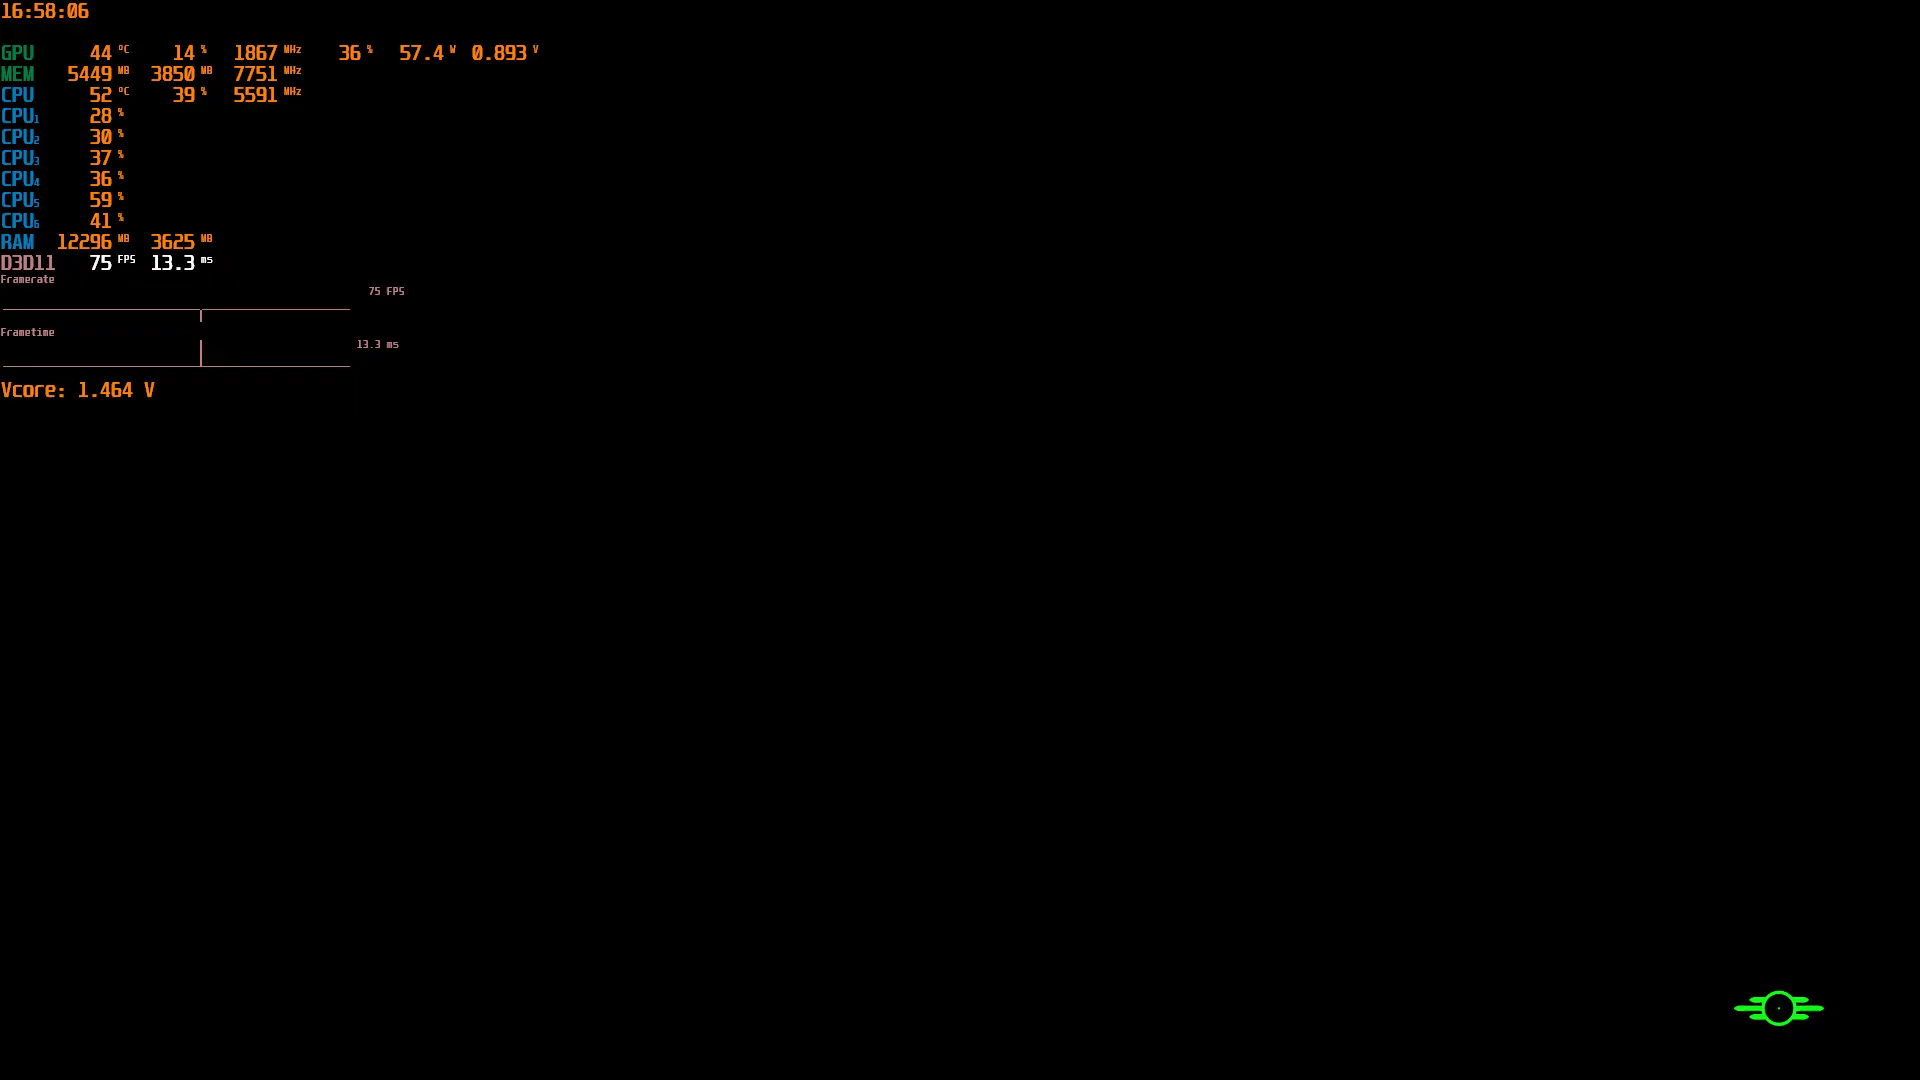 16:58:06
GPU 44 °C 14 % 1867 MHz 36 % 57.4 W 0.893 V
MEM 5449 MB 3850 MB 7751 MHz
CPU 52 °C 39 % 5591 MHz
CPU1 28 %
CPU2 30 %
CPU3 37 %
CPU4 36 %
CPU5 59 %
CPU6 41 %
RAM 12296 MB 3625 MB
D3D11 75 FPS 13.3 ms
Framerate
75 FPS
Frametime
13.3 ms
Vcore: 1.464 V